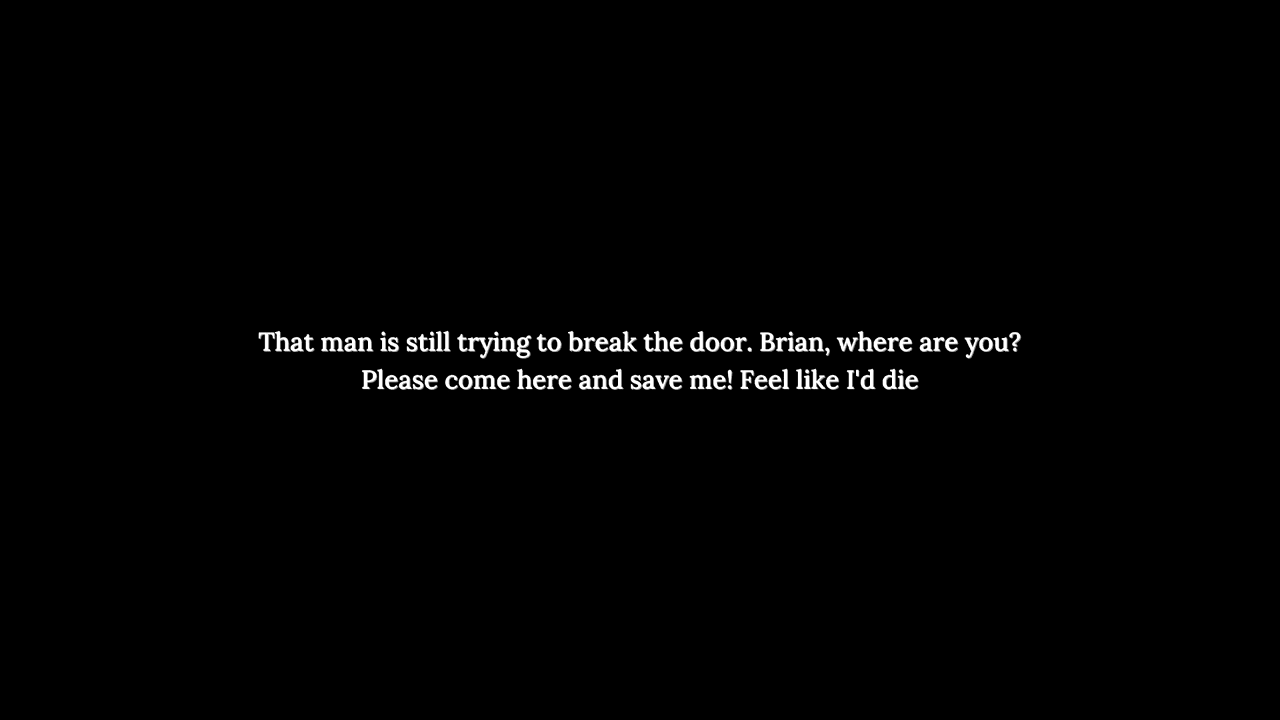 That man is still trying to break the door. Brian, where are you?
Please come here and save me! Feel like I'd die